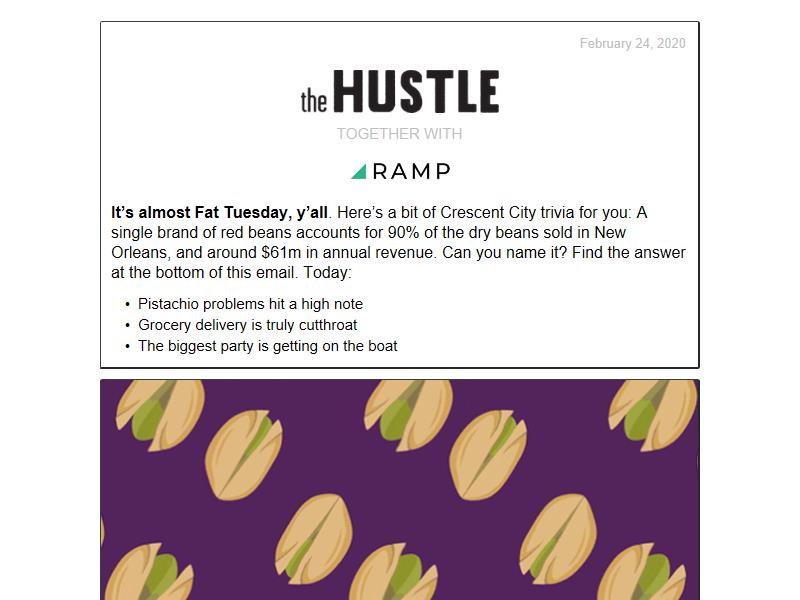 February 24, 2020
the HUSTLE
TOGETHER WITH
RAMP
It’s almost Fat Tuesday, y’all. Here’s a bit of Crescent City trivia for you: A
single brand of red beans accounts for 90% of the dry beans sold in New
Orleans, and around $61m in annual revenue. Can you name it? Find the answer
at the bottom of this email. Today:
• Pistachio problems hit a high note
• Grocery delivery is truly cutthroat
• The biggest party is getting on the boat